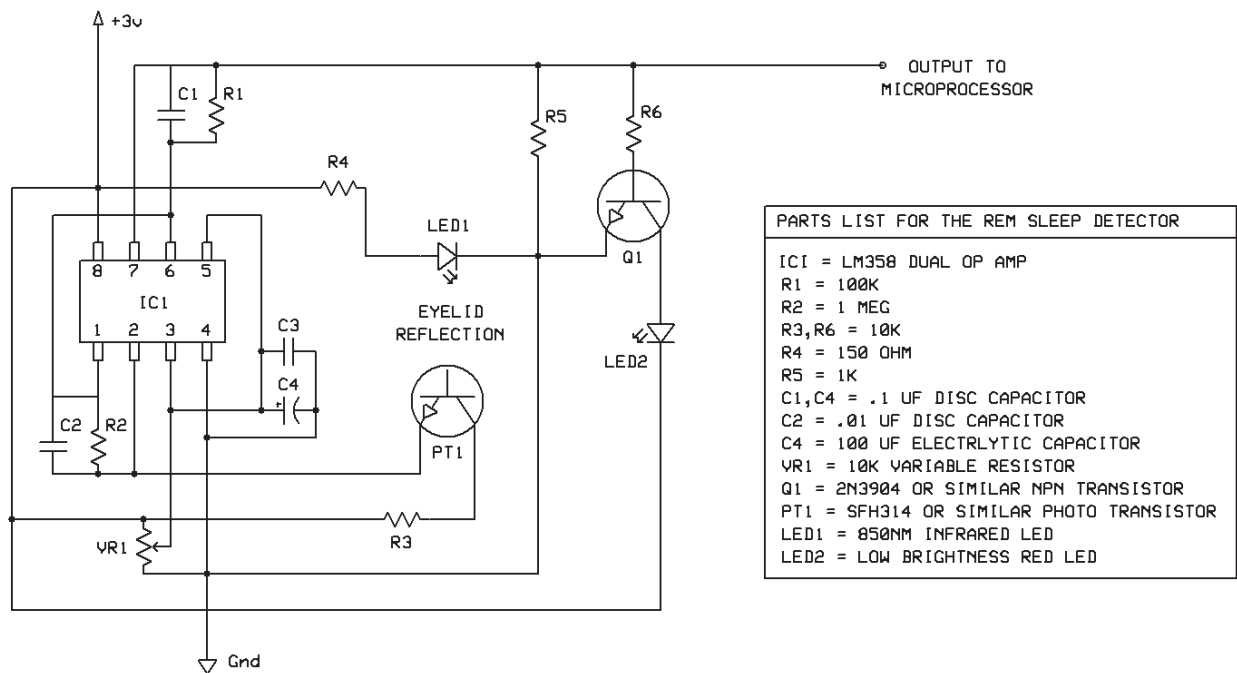 +3v
OUTPUT TO
MICROPROCESSOR
C1
R1
R5
R6
R4
LED1
Q1
8 7 6 5
IC1
1 2 3 4
EYELID
REFLECTION
C3
C4
+
LED2
C2
R2
PT1
VR1
R3
Gnd
PARTS LIST FOR THE REM SLEEP DETECTOR
IC1 = LM358 DUAL OP AMP
R1 = 100K
R2 = 1 MEG
R3,R6 = 10K
R4 = 150 OHM
R5 = 1K
C1,C4 = .1 UF DISC CAPACITOR
C2 = .01 UF DISC CAPACITOR
C4 = 100 UF ELECTRLYTIC CAPACITOR
VR1 = 10K VARIABLE RESISTOR
Q1 = 2N3904 OR SIMILAR NPN TRANSISTOR
PT1 = SFH314 OR SIMILAR PHOTO TRANSISTOR
LED1 = 850NM INFRARED LED
LED2 = LOW BRIGHTNESS RED LED